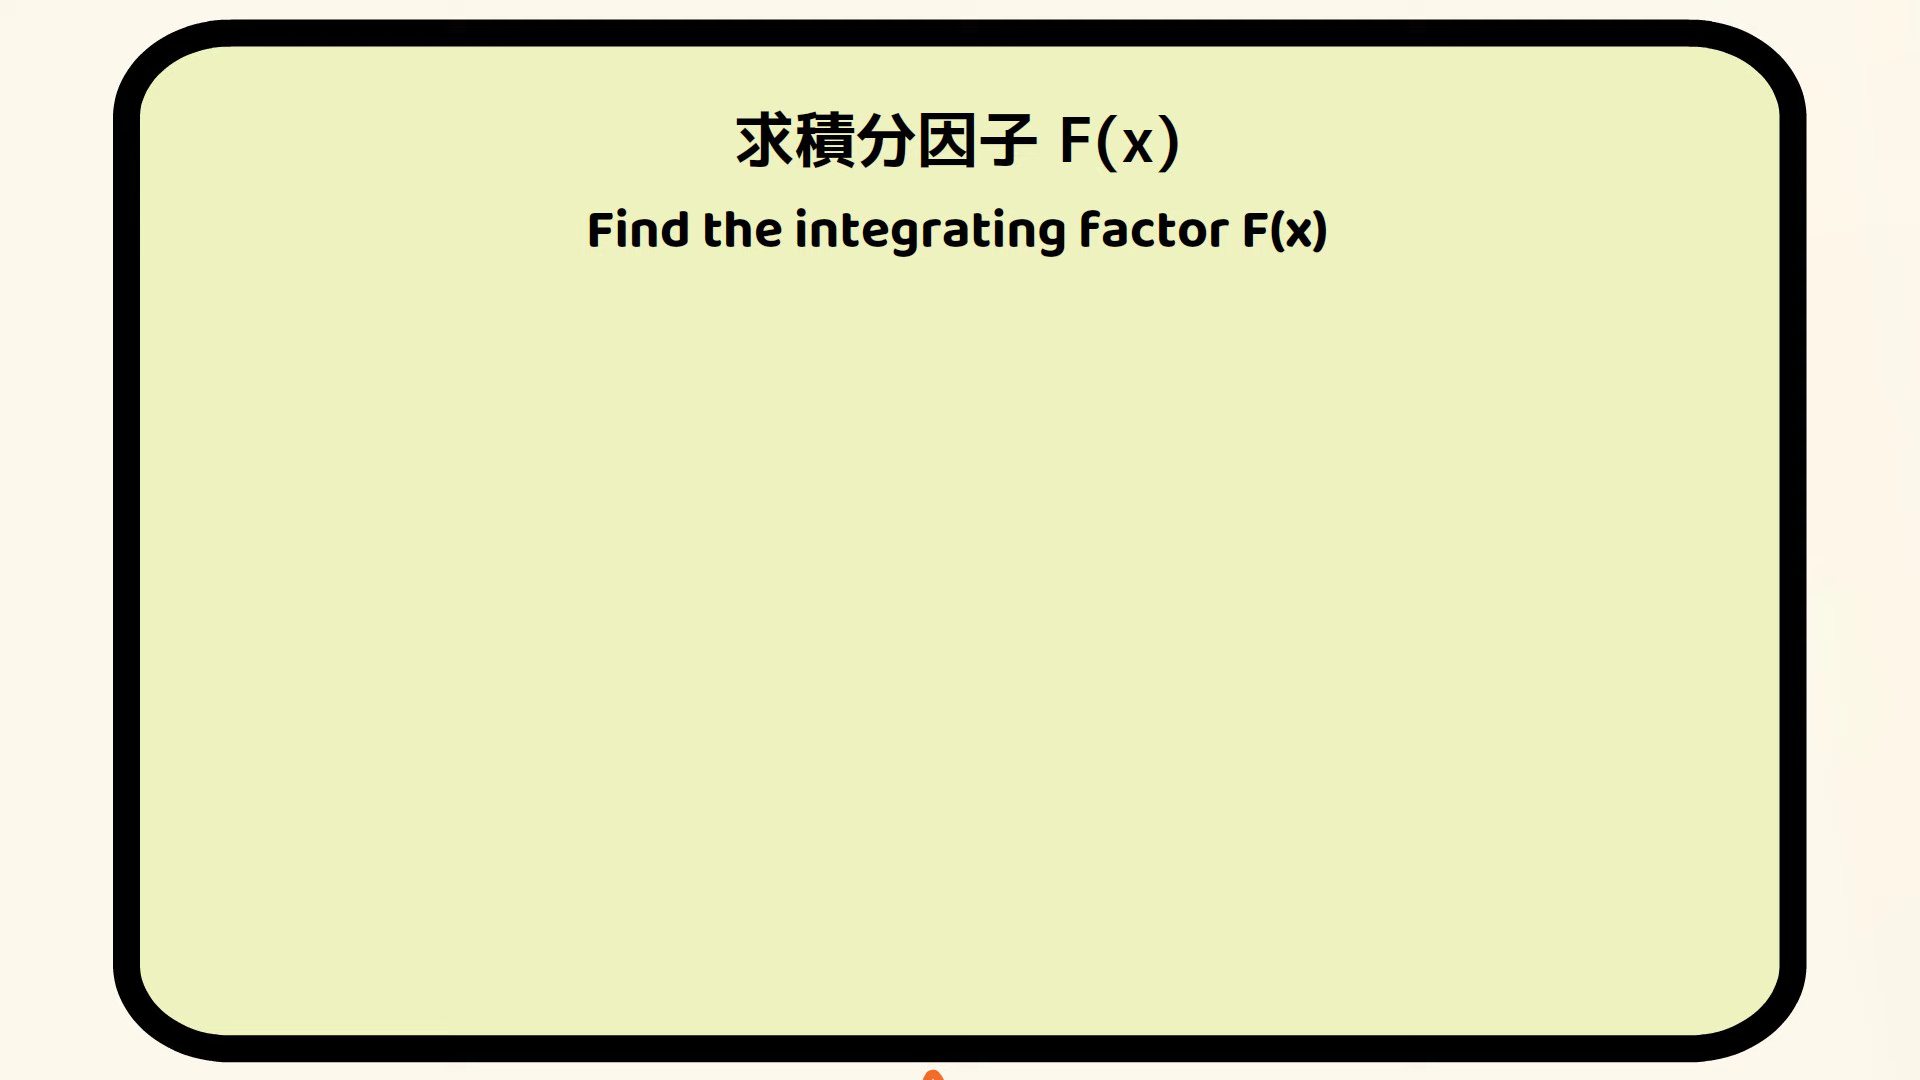 求積分因子 F(x)
Find the integrating factor F(x)